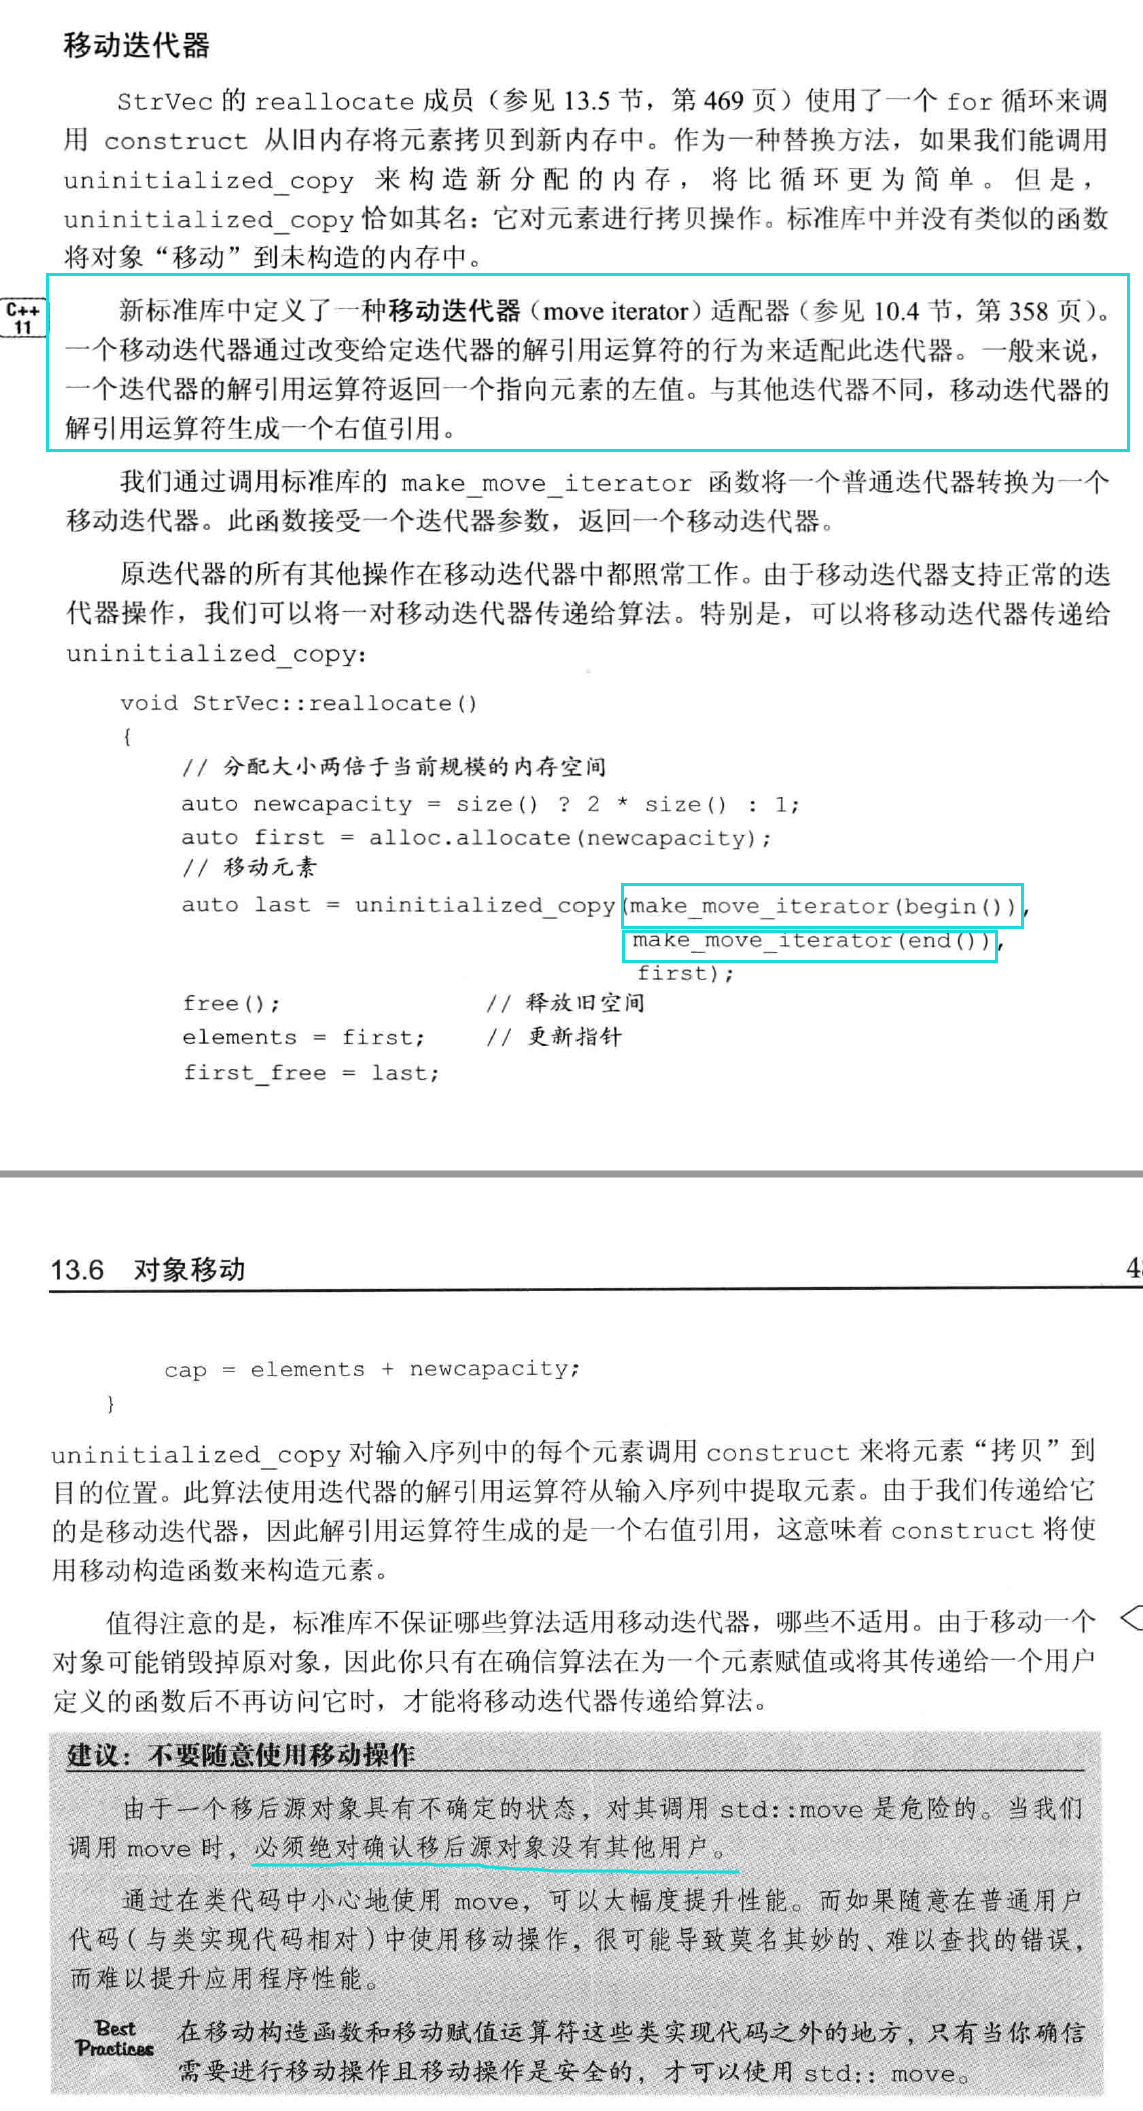 移动迭代器
StrVec 的 reallocate 成员（参见 13.5 节，第 469 页）使用了一个 for 循环来调
用 construct 从旧内存将元素拷贝到新内存中。作为一种替换方法，如果我们能调用
uninitialized_copy 来构造新分配的内存，将比循环更为简单。但是，
uninitialized_copy 恰如其名：它对元素进行拷贝操作。标准库中并没有类似的函数
将对象“移动”到未构造的内存中。
C++
11
新标准库中定义了一种移动迭代器（move iterator）适配器（参见 10.4 节，第 358 页）。
一个移动迭代器通过改变给定迭代器的解引用运算符的行为来适配此迭代器。一般来说，
一个迭代器的解引用运算符返回一个指向元素的左值。与其他迭代器不同，移动迭代器的
解引用运算符生成一个右值引用。
我们通过调用标准库的 make_move_iterator 函数将一个普通迭代器转换为一个
移动迭代器。此函数接受一个迭代器参数，返回一个移动迭代器。
原迭代器的所有其他操作在移动迭代器中都照常工作。由于移动迭代器支持正常的迭
代器操作，我们可以将一对移动迭代器传递给算法。特别是，可以将移动迭代器传递给
uninitialized_copy:
void StrVec::reallocate()
{
// 分配大小两倍于当前规模的内存空间
auto newcapacity = size() ? 2 * size() : 1;
auto first = alloc.allocate(newcapacity);
// 移动元素
auto last = uninitialized_copy(make_move_iterator(begin()),
make_move_iterator(end()),
first);
free(); // 释放旧空间
elements = first; // 更新指针
first_free = last;
13.6 对象移动
cap = elements + newcapacity;
}
uninitialized_copy 对输入序列中的每个元素调用 construct 来将元素“拷贝”到
目的位置。此算法使用迭代器的解引用运算符从输入序列中提取元素。由于我们传递给它
的是移动迭代器，因此解引用运算符生成的是一个右值引用，这意味着 construct 将使
用移动构造函数来构造元素。
值得注意的是，标准库不保证哪些算法适用移动迭代器，哪些不适用。由于移动一个
对象可能销毁掉原对象，因此你只有在确信算法在为一个元素赋值或将其传递给一个用户
定义的函数后不再访问它时，才能将移动迭代器传递给算法。
建议：不要随意使用移动操作
由于一个移后源对象具有不确定的状态，对其调用 std::move 是危险的。当我们
调用 move 时，必须绝对确认移后源对象没有其他用户。
通过在类代码中小心地使用 move，可以大幅度提升性能。而如果随意在普通用户
代码（与类实现代码相对）中使用移动操作，很可能导致莫名其妙的、难以查找的错误，
而难以提升应用程序性能。
Best
Practices
在移动构造函数和移动赋值运算符这些类实现代码之外的地方，只有当你确信
需要进行移动操作且移动操作是安全的，才可以使用 std:: move。